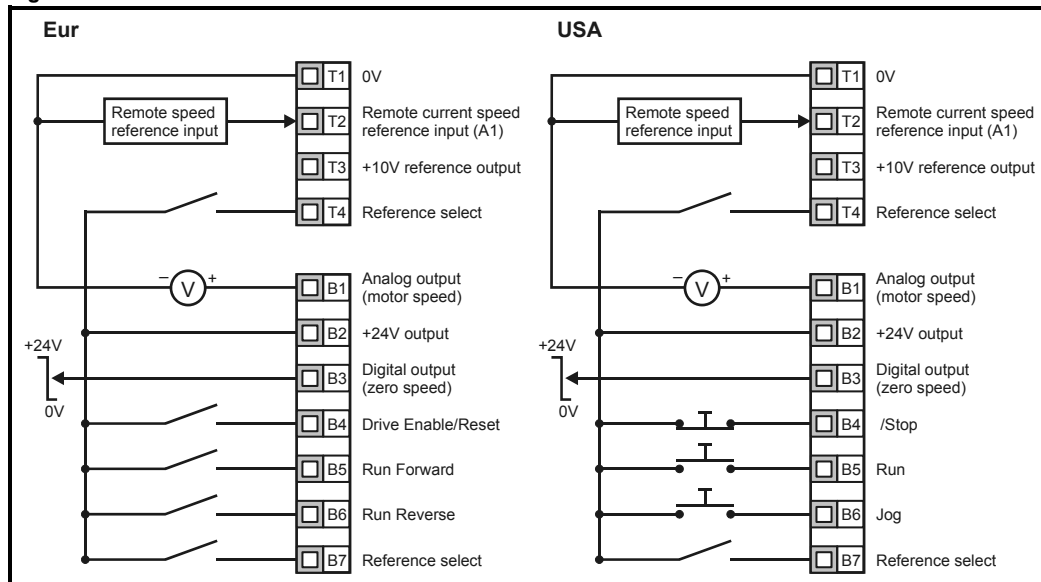 Eur
T1 0V
Remote speed
reference input
T2 Remote current speed
reference input (A1)
T3 +10V reference output
T4 Reference select
– V +
B1 Analog output
(motor speed)
B2 +24V output
+24V
0V
B3 Digital output
(zero speed)
B4 Drive Enable/Reset
B5 Run Forward
B6 Run Reverse
B7 Reference select
USA
T1 0V
Remote speed
reference input
T2 Remote current speed
reference input (A1)
T3 +10V reference output
T4 Reference select
– V +
B1 Analog output
(motor speed)
B2 +24V output
+24V
0V
B3 Digital output
(zero speed)
B4 /Stop
B5 Run
B6 Jog
B7 Reference select